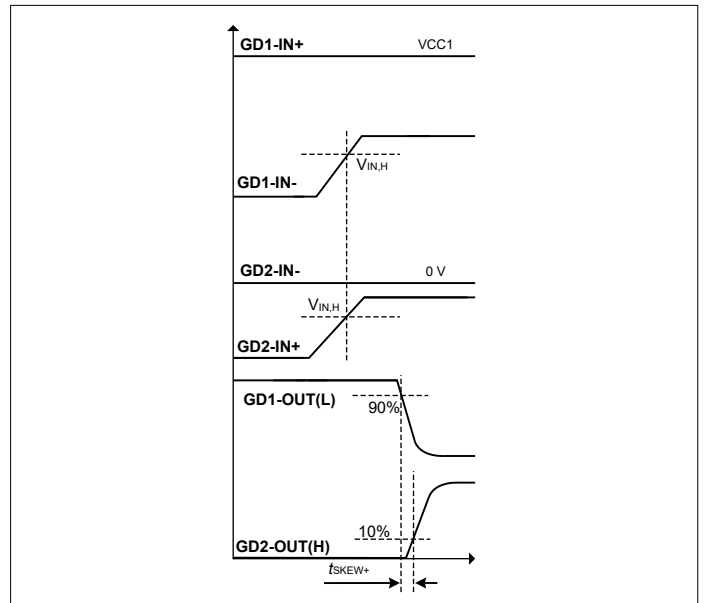 GD1-IN+ VCC1
VIN,H
GD1-IN-
GD2-IN- 0 V
VIN,H
GD2-IN+
GD1-OUT(L)
90%
10%
GD2-OUT(H)
tSKEW+